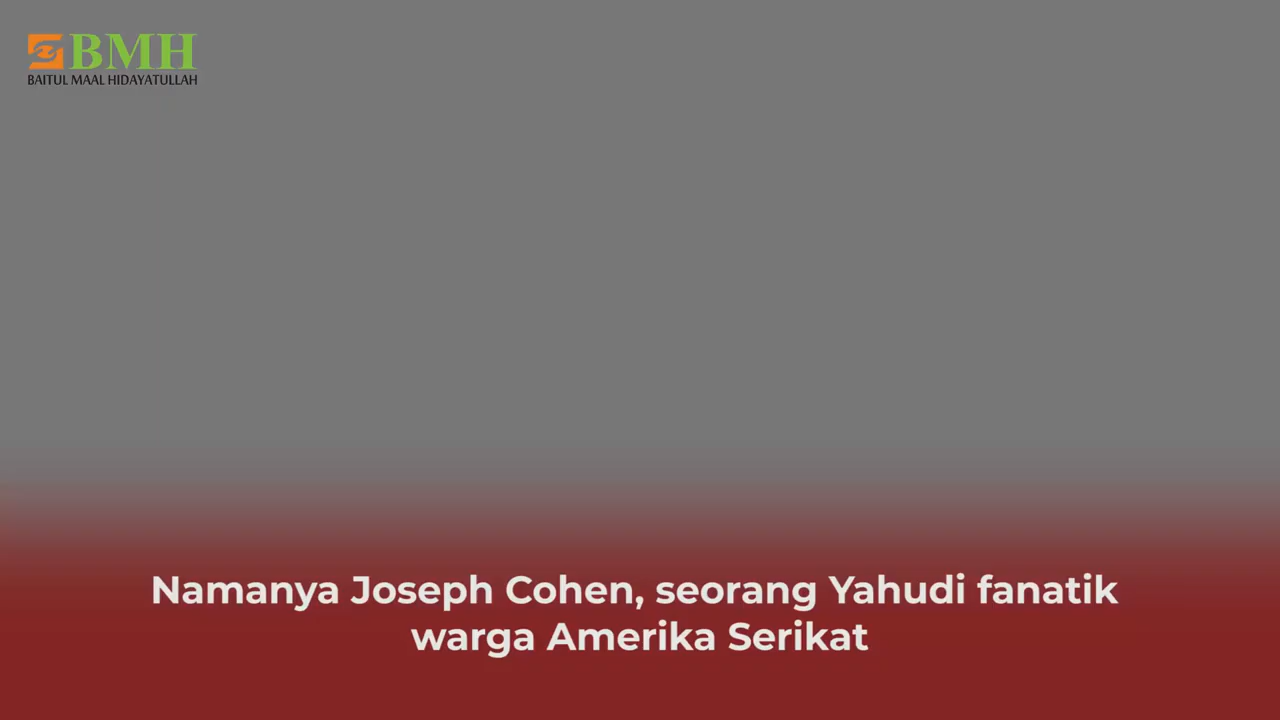 BMH
BAITUL MAAL HIDAYATULLAH
Namanya Joseph Cohen, seorang Yahudi fanatik
warga Amerika Serikat